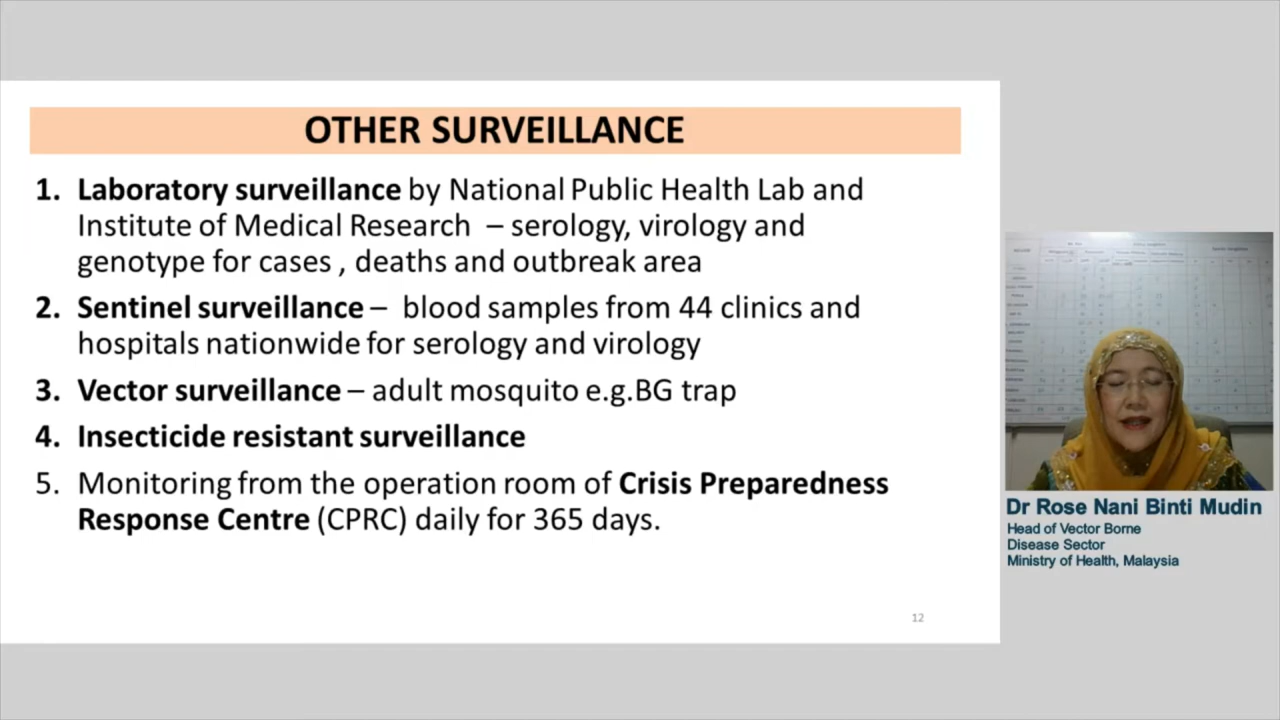 OTHER SURVEILLANCE
1. Laboratory surveillance by National Public Health Lab and
Institute of Medical Research – serology, virology and
genotype for cases , deaths and outbreak area
2. Sentinel surveillance – blood samples from 44 clinics and
hospitals nationwide for serology and virology
3. Vector surveillance – adult mosquito e.g.BG trap
4. Insecticide resistant surveillance
5. Monitoring from the operation room of Crisis Preparedness
Response Centre (CPRC) daily for 365 days.
12
Dr Rose Nani Binti Mudin
Head of Vector Borne
Disease Sector
Ministry of Health, Malaysia